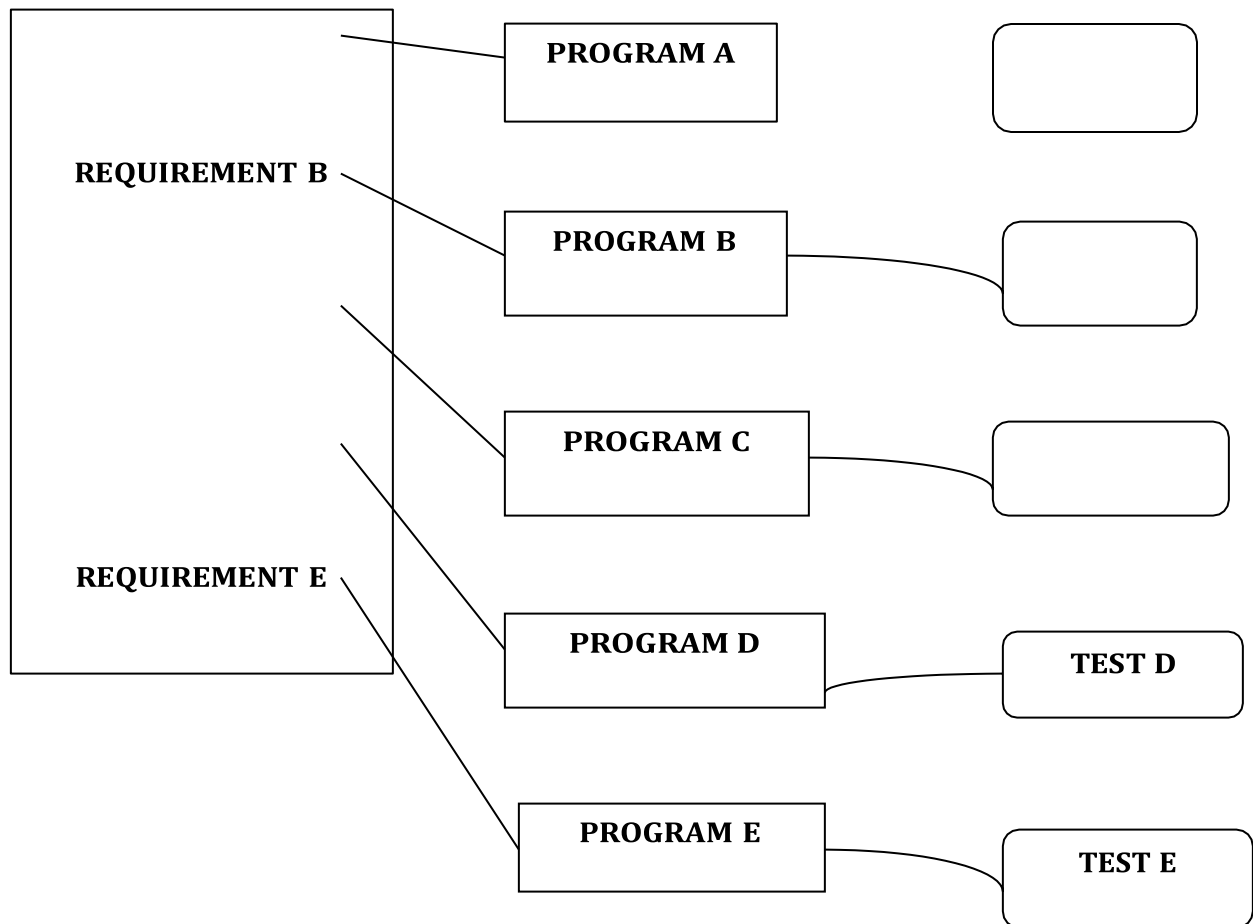 PROGRAM A
REQUIREMENT B
PROGRAM B
PROGRAM C
REQUIREMENT E
PROGRAM D
TEST D
PROGRAM E
TEST E